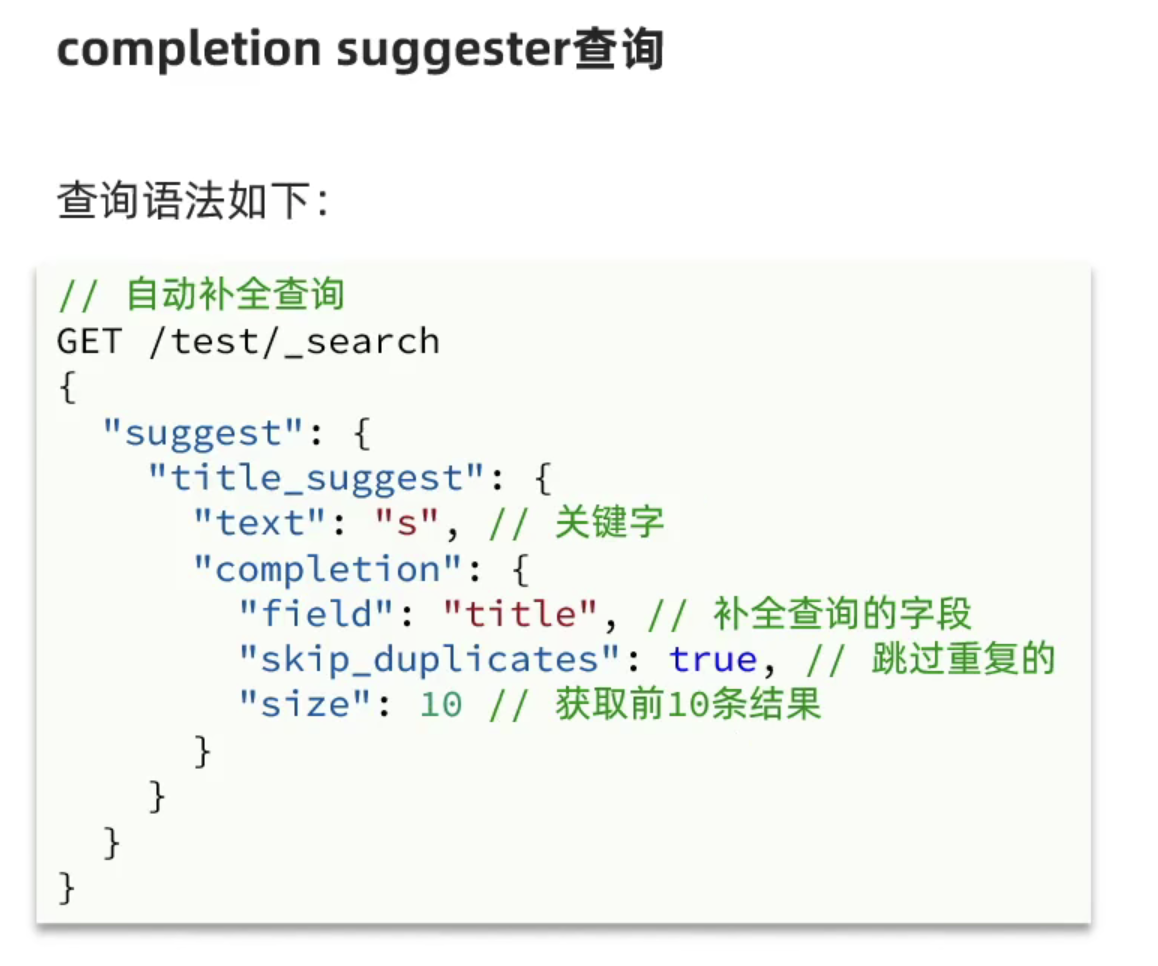 completion suggester查询
查询语法如下：
// 自动补全查询
GET /test/_search
{
  "suggest": {
    "title_suggest": {
      "text": "s", // 关键字
      "completion": {
        "field": "title", // 补全查询的字段
        "skip_duplicates": true, // 跳过重复的
        "size": 10 // 获取前10条结果
      }
    }
  }
}